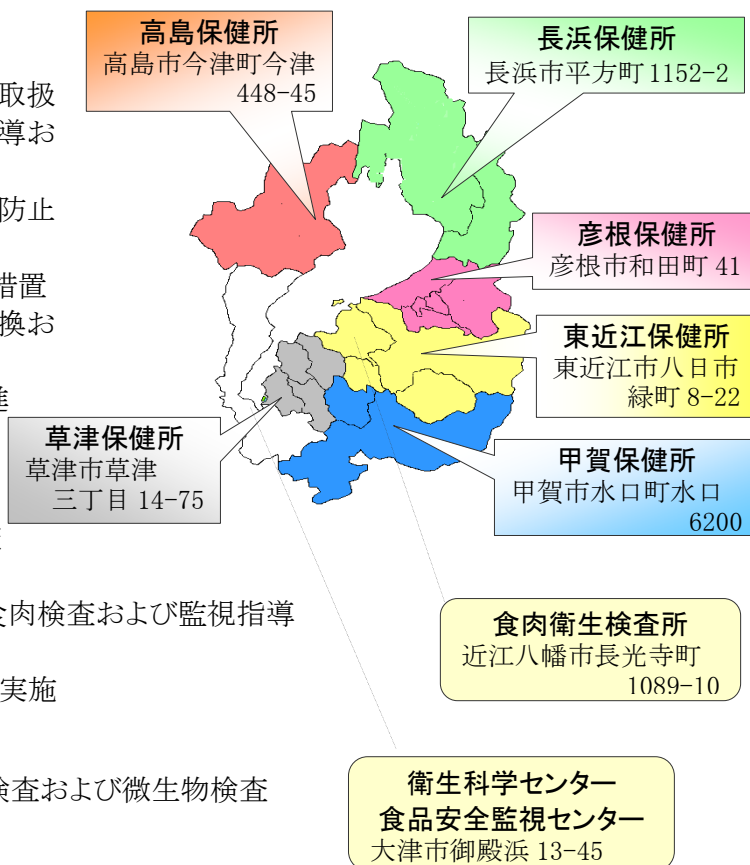 高島保健所
高島市今津町今津
448-45
長浜保健所
長浜市平方町 1152-2
取扱
導お
防止
措置
換お
彦根保健所
彦根市和田町 41
東近江保健所
東近江市八日市
緑町 8-22
草津保健所
草津市草津
三丁目 14-75
甲賀保健所
甲賀市水口町水口
6200
肉検査および監視指導
実施
検査および微生物検査
食肉衛生検査所
近江八幡市長光寺町
1089-10
衛生科学センター
食品安全監視センター
大津市御殿浜 13-45